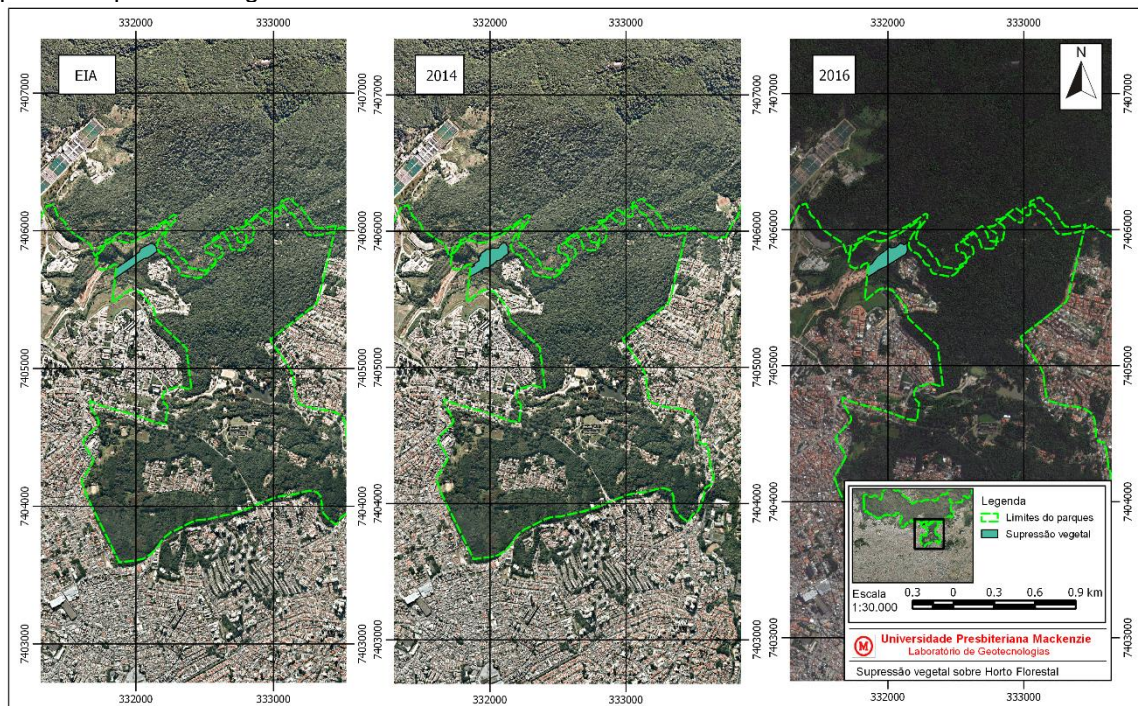 332000 333000 332000 333000 332000 333000
EIA 2014 2016 N
7407000 7407000 7407000 7407000
7406000 7406000 7406000 7406000
7405000 7405000 7405000 7405000
7404000 7404000 7404000 7404000
7403000 7403000 7403000 7403000
Legenda
Limites do parques
Supressão vegetal
Escala
1:30.000
0.3 0 0.3 0.6 0.9 km
M Universidade Presbiteriana Mackenzie
Laboratório de Geotecnologias
Supressão vegetal sobre Horto Florestal
332000 333000 332000 333000 332000 333000